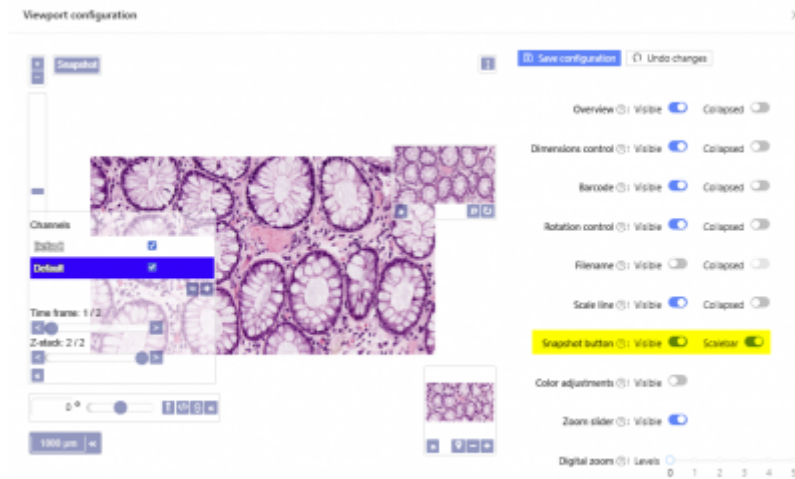 Viewport configuration
Snapshot
Save configuration Undo changes
Overview : Visible Collapsed
Dimensions control : Visible Collapsed
Barcode : Visible Collapsed
Rotation control : Visible Collapsed
Filename : Visible Collapsed
Scale line : Visible Collapsed
Snapshot button : Visible Scalebar
Color adjustments : Visible
Zoom slider : Visible
Digital zoom : Levels
0 1 2 3 4 5
Channels
Default
Default
Time frame: 1 / 2
Z-stack: 2 / 2
0 °
1000 µm